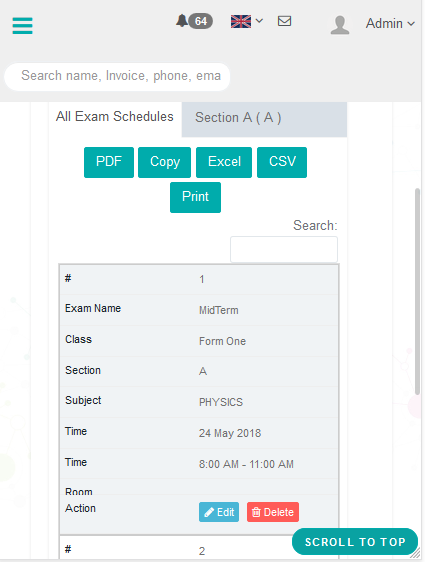 64
Admin
Search name, Invoice, phone, ema
All Exam Schedules Section A ( A )
PDF Copy Excel CSV
Print
Search:
# 1
Exam Name MidTerm
Class Form One
Section A
Subject PHYSICS
Time 24 May 2018
Time 8:00 AM - 11:00 AM
Room
Action Edit Delete
SCROLL TO TOP
# 2